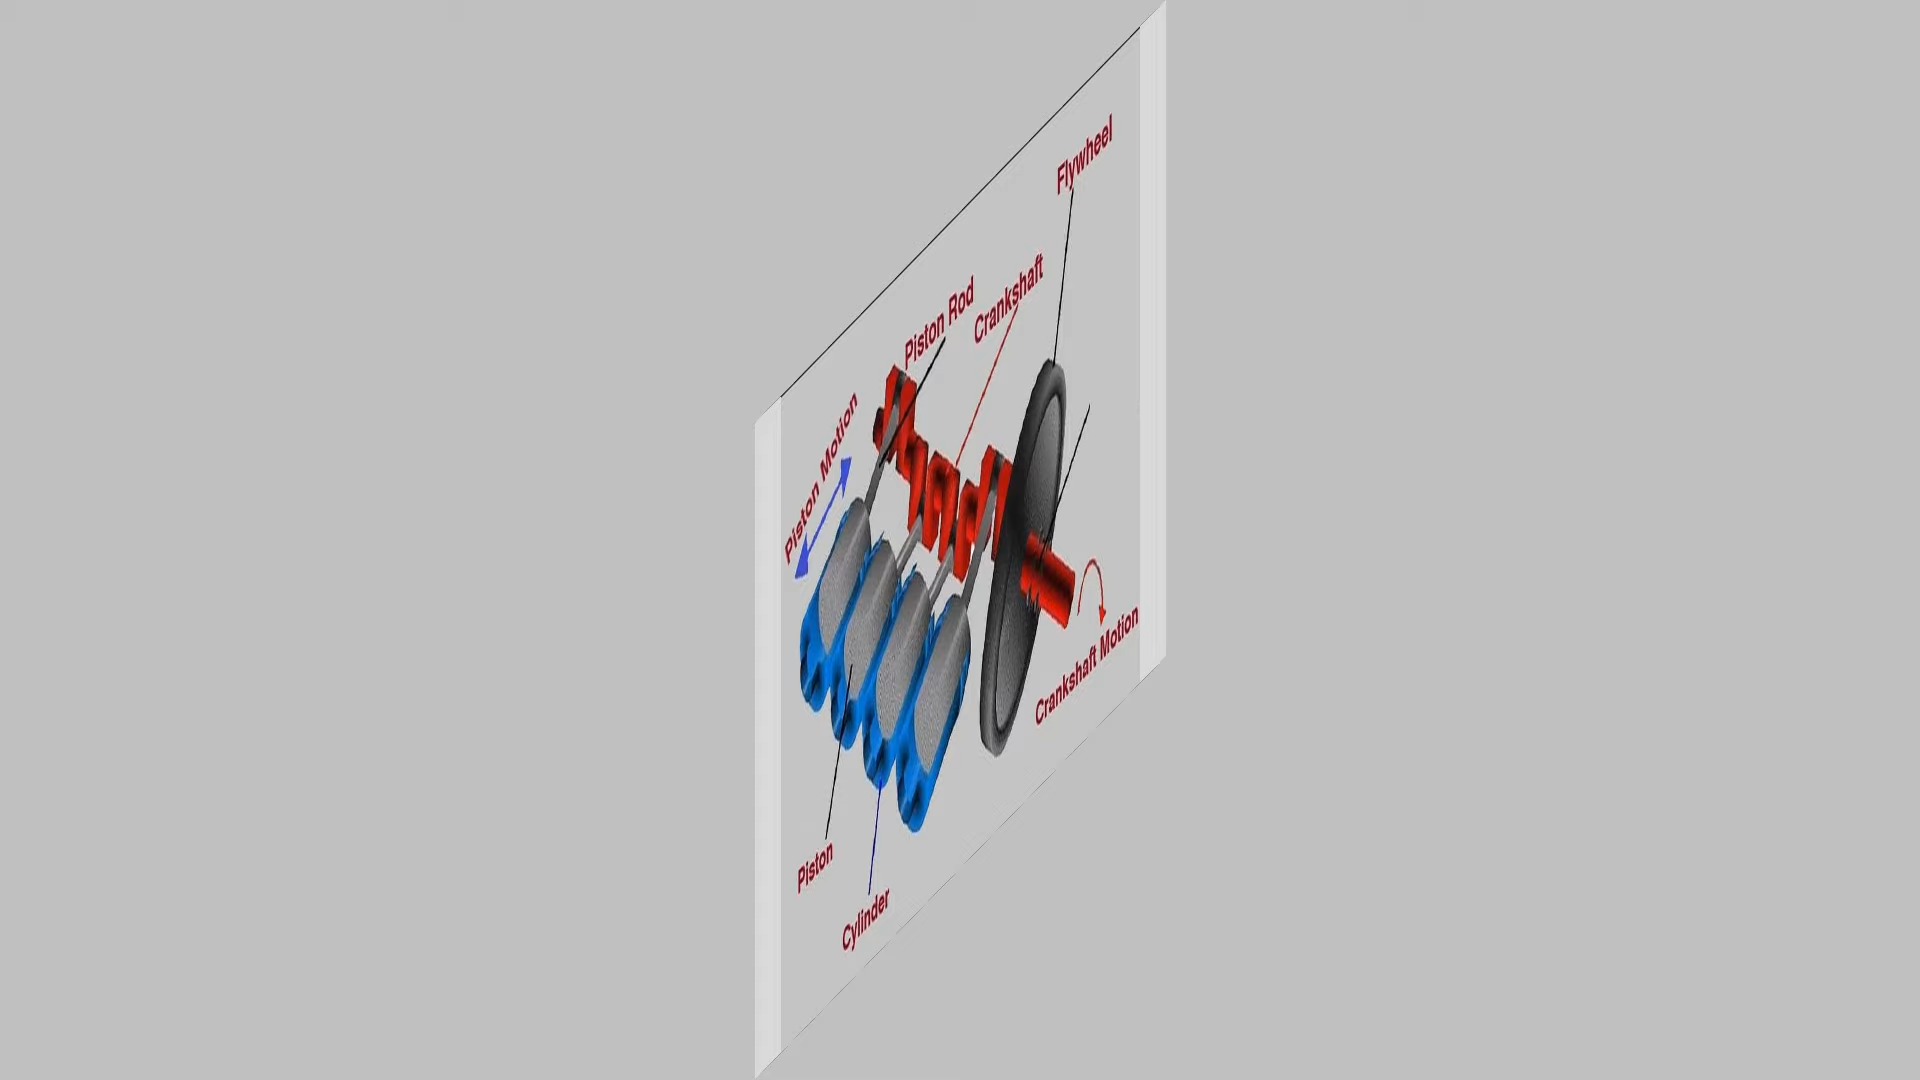 Flywheel
Crankshaft
Piston Rod
Piston Motion
Crankshaft Motion
Piston
Cylinder